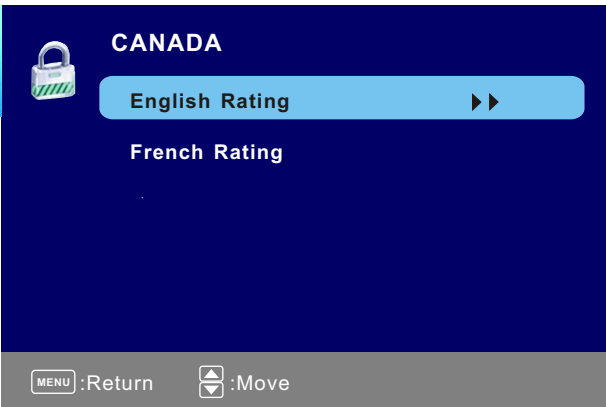 CANADA
English Rating
French Rating
MENU :Return :Move